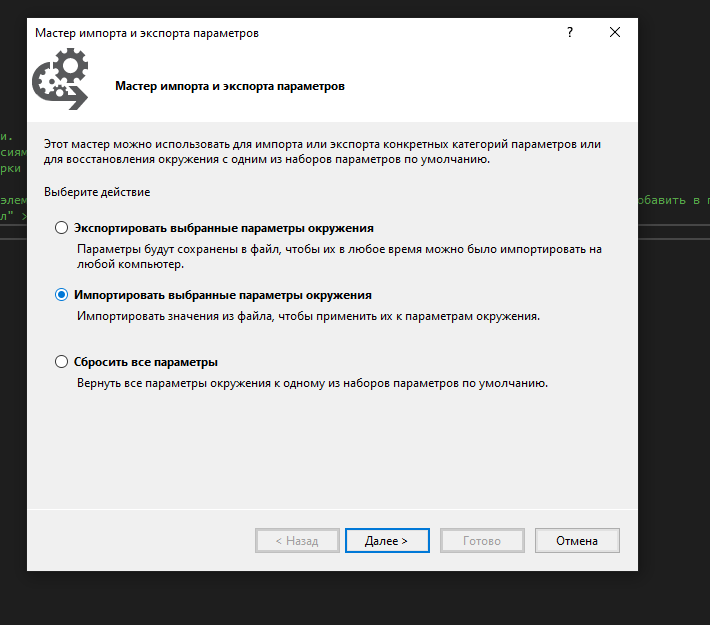 Мастер импорта и экспорта параметров
?
Мастер импорта и экспорта параметров
и.
сиям
рки
элем
обавить в п
л" >
Этот мастер можно использовать для импорта или экспорта конкретных категорий параметров или
для восстановления окружения с одним из наборов параметров по умолчанию.
Выберите действие
Экспортировать выбранные параметры окружения
Параметры будут сохранены в файл, чтобы их в любое время можно было импортировать на
любой компьютер.
Импортировать выбранные параметры окружения
Импортировать значения из файла, чтобы применить их к параметрам окружения.
Сбросить все параметры
Вернуть все параметры окружения к одному из наборов параметров по умолчанию.
< Назад
Далее >
Готово
Отмена